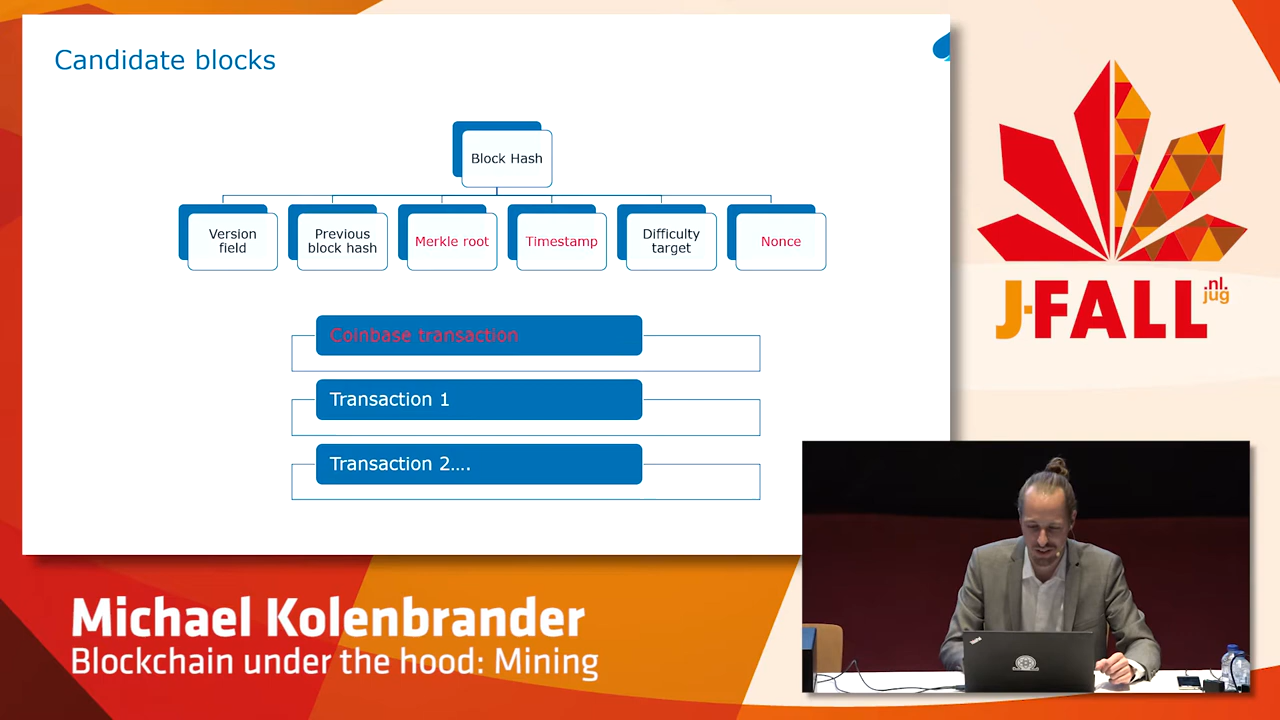 Candidate blocks
Block Hash
Version
field
Previous
block hash
Merkle root
Timestamp
Difficulty
target
Nonce
Coinbase transaction
Transaction 1
Transaction 2....
J-FALL
.nl.
jug
Michael Kolenbrander
Blockchain under the hood: Mining